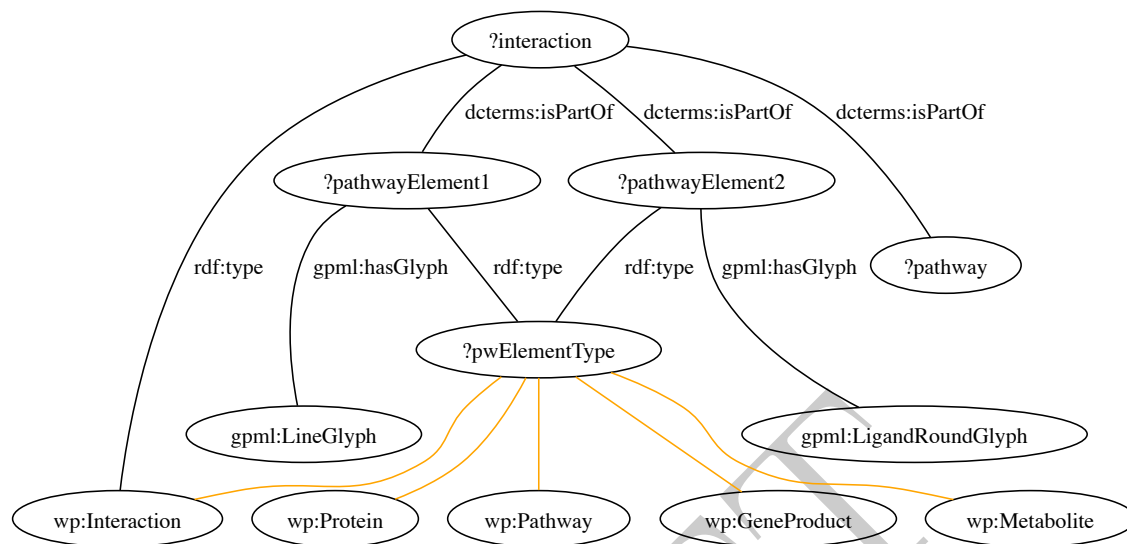 ?interaction
dcterms:isPartOf dcterms:isPartOf dcterms:isPartOf
?pathwayElement1 ?pathwayElement2
rdf:type gpml:hasGlyph rdf:type rdf:type gpml:hasGlyph ?pathway
?pwElementType
gpml:LineGlyph gpml:LigandRoundGlyph
wp:Interaction wp:Protein wp:Pathway wp:GeneProduct wp:Metabolite